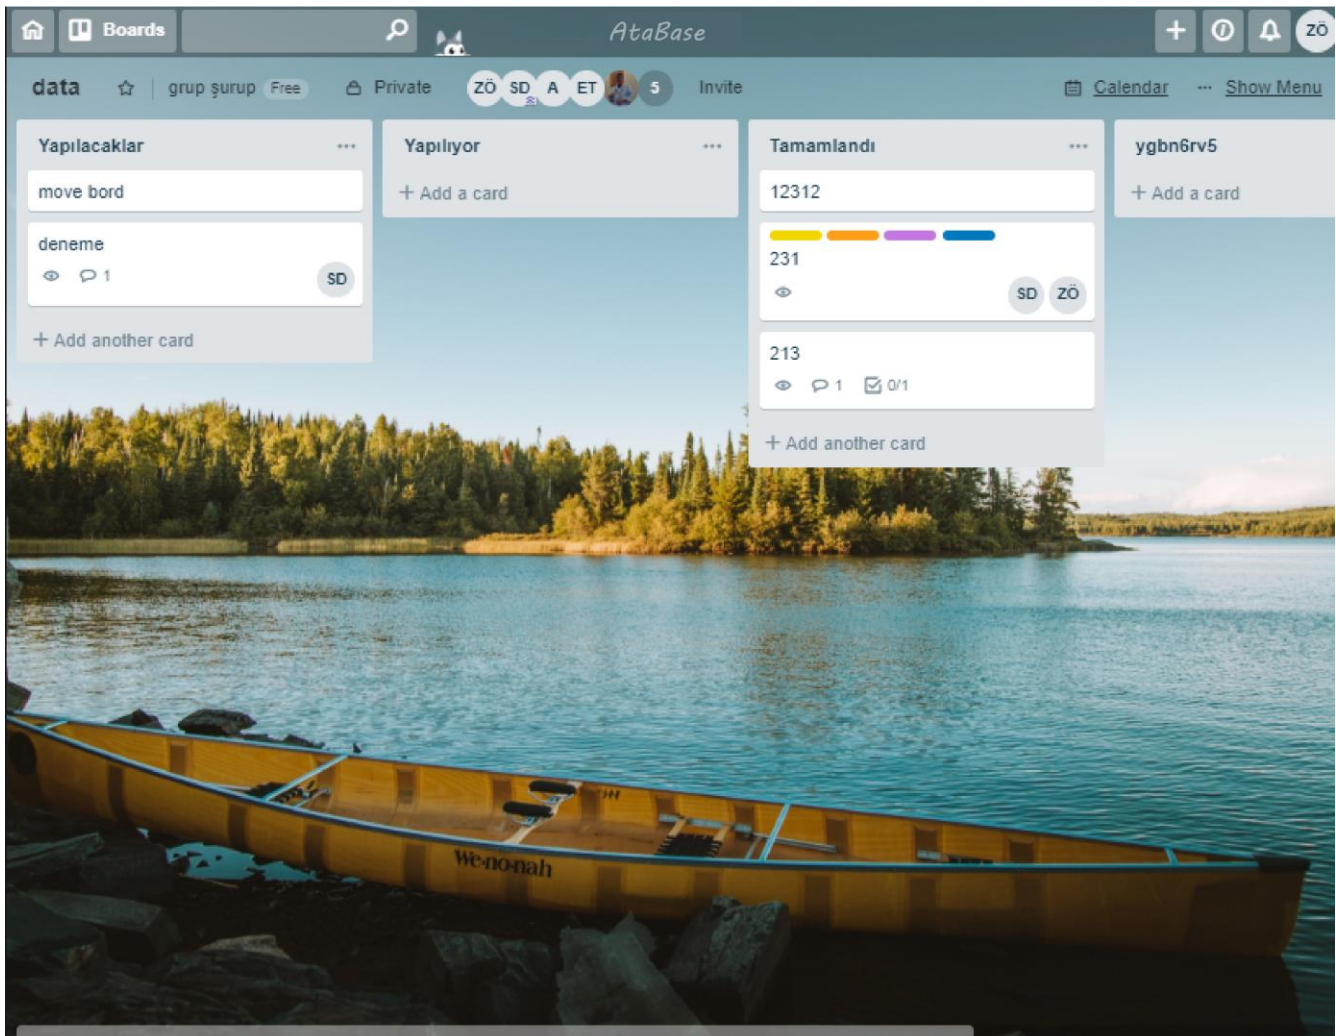 Boards
AtaBase
ZÖ
data
grup şurup Free
Private
ZÖ SD A ET 5
Invite
Calendar
··· Show Menu
Yapılacaklar ···
move bord
deneme
1
SD
+ Add another card
Yapılıyor ···
+ Add a card
Tamamlandı ···
12312
231
SD ZÖ
213
1 0/1
+ Add another card
ygbn6rv5
+ Add a card
We-no-nah